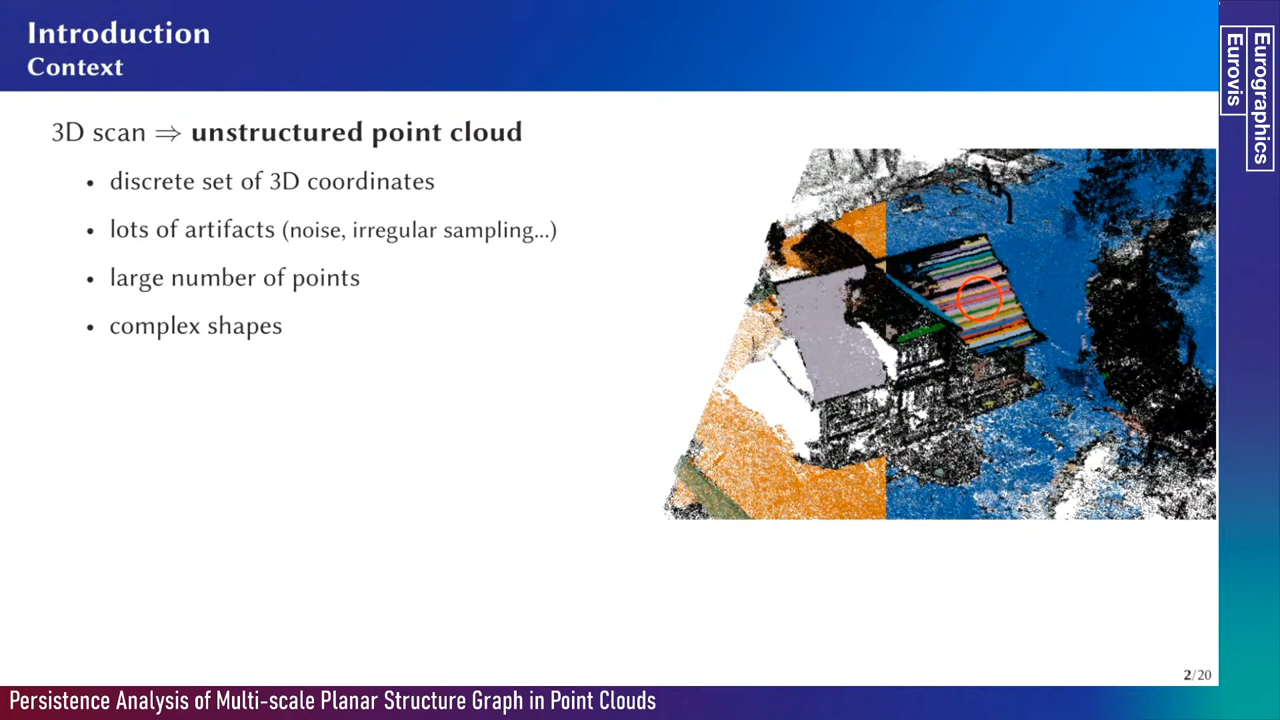 Introduction
Context
3D scan ⇒ unstructured point cloud
• discrete set of 3D coordinates
• lots of artifacts (noise, irregular sampling...)
• large number of points
• complex shapes
2/20
Eurographics
Eurovis
Persistence Analysis of Multi-scale Planar Structure Graph in Point Clouds